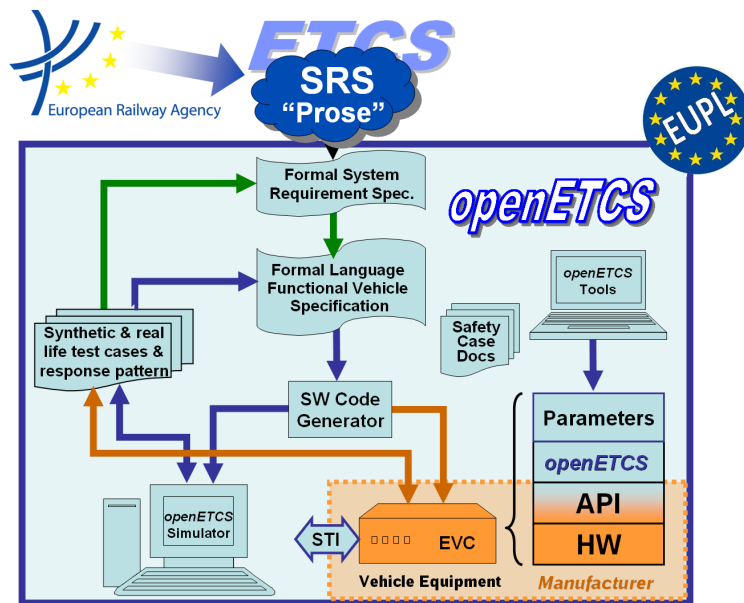 ETCS
SRS
“Prose”
European Railway Agency
EUPL
Formal System
Requirement Spec.
openETCS
Formal Language
Functional Vehicle
Specification
openETCS
Tools
Synthetic & real
life test cases &
response pattern
Safety
Case
Docs
SW Code
Generator
Parameters
openETCS
API
HW
openETCS
Simulator
STI
EVC
Vehicle Equipment
Manufacturer